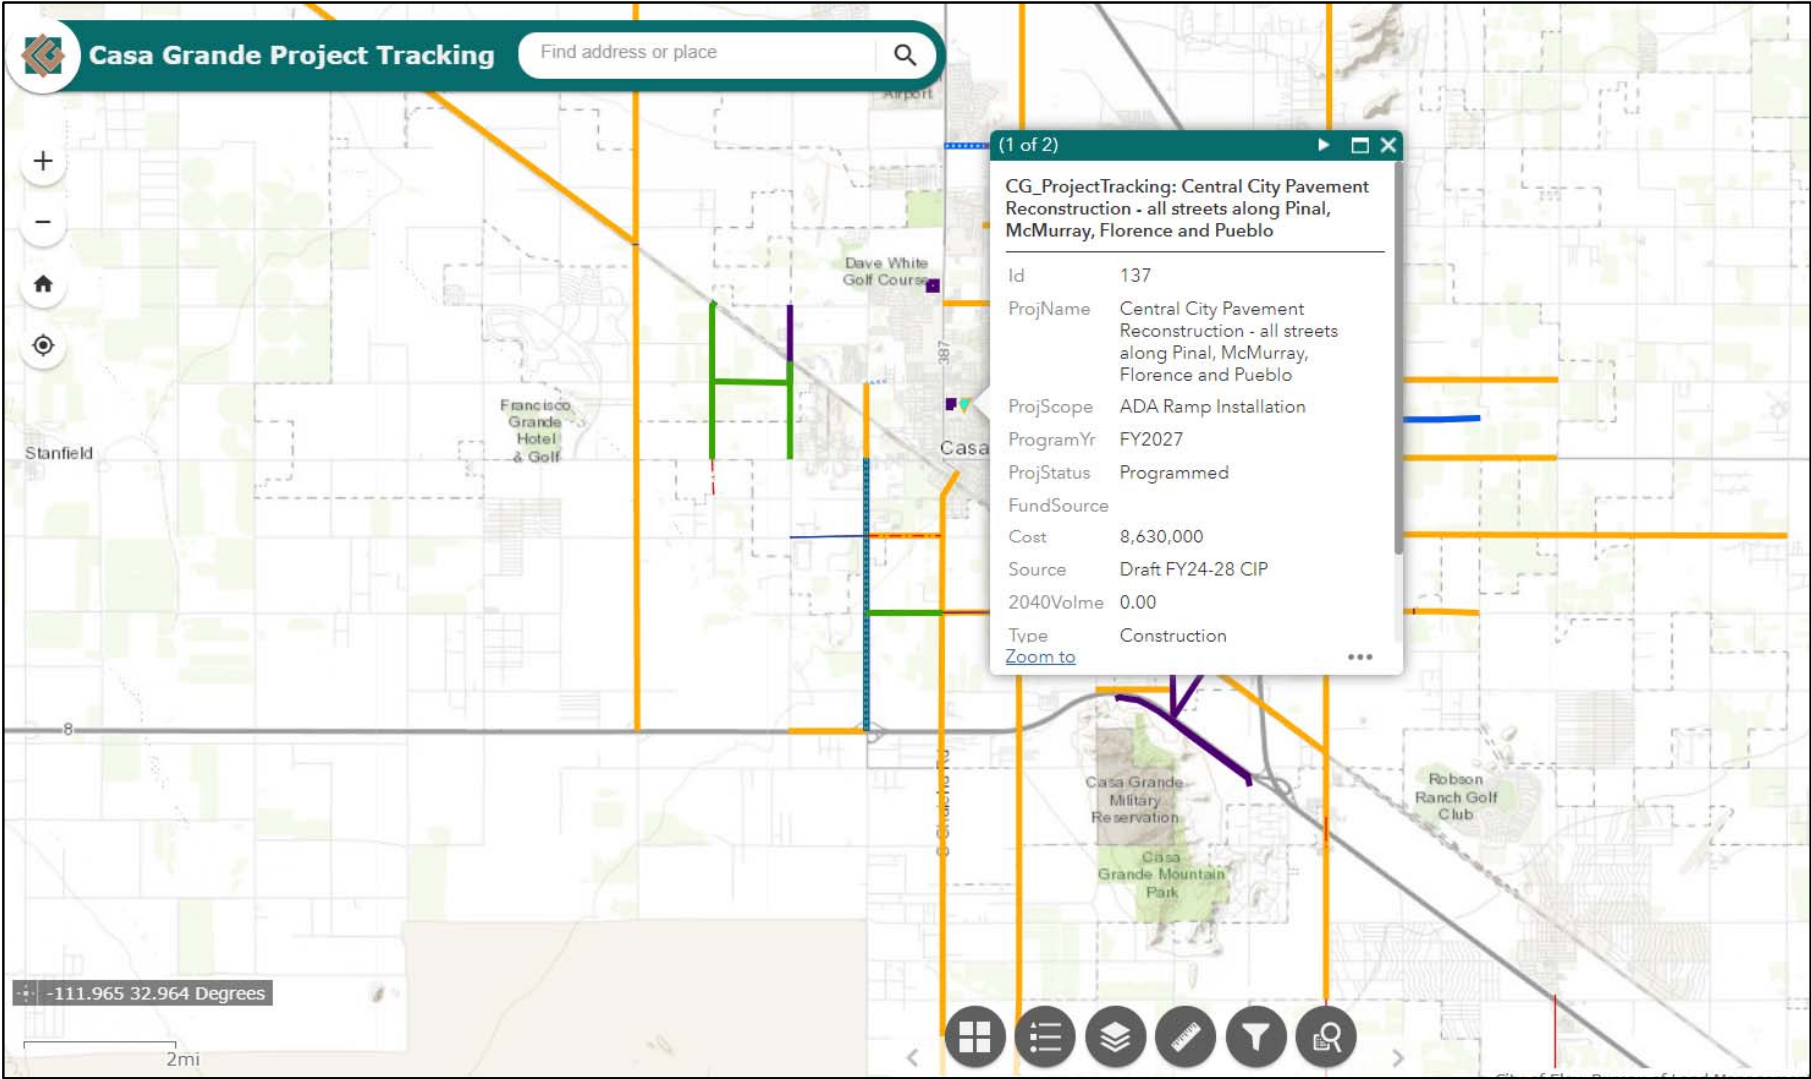 Casa Grande Project Tracking
Find address or place
Airport
(1 of 2)
CG_ProjectTracking: Central City Pavement
Reconstruction - all streets along Pinal,
McMurray, Florence and Pueblo
Id 137
ProjName Central City Pavement
Reconstruction - all streets
along Pinal, McMurray,
Florence and Pueblo
ProjScope ADA Ramp Installation
ProgramYr FY2027
ProjStatus Programmed
FundSource
Cost 8,630,000
Source Draft FY24-28 CIP
2040Volme 0.00
Type Construction
Zoom to
Dave White
Golf Course
387
Francisco
Grande
Hotel
& Golf
Stanfield
Casa
8
Casa Grande
Military
Reservation
Casa
Grande Mountain
Park
Robson
Ranch Golf
Club
-111.965 32.964 Degrees
2mi